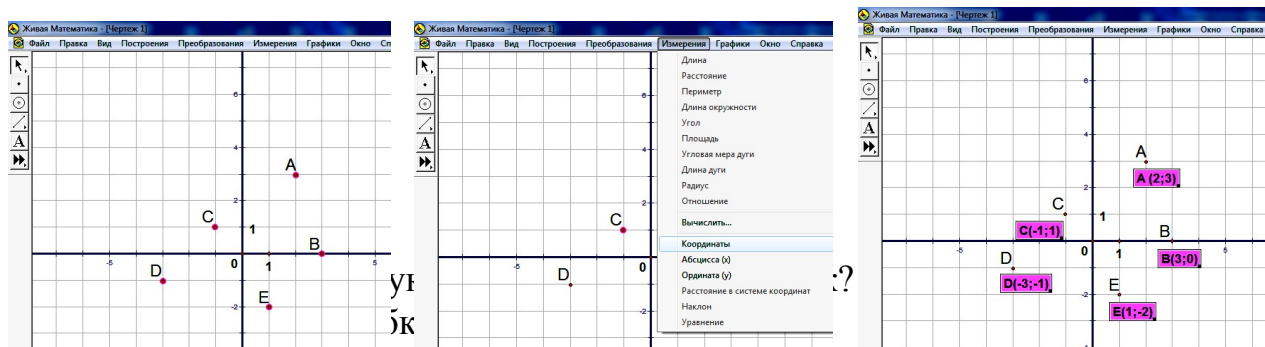 Живая Математика - [Чертеж 1]
Файл Правка Вид Построения Преобразования Измерения Графики Окно
6
4
A
2
C
1
B
-5
0
1
5
D
E
-2
Живая Математика - [Чертеж 1]
Файл Правка Вид Построения Преобразования Измерения Графики Окно Справка
Длина
Расстояние
Периметр
Длина окружности
Угол
Площадь
Угловая мера дуги
Длина дуги
Радиус
Отношение
Вычислить...
Координаты
Абсцисса (x)
Ордината (y)
Расстояние в системе координат
Наклон
Уравнение
6
4
2
C
-5
0
D
-2
?
Живая Математика - [Чертеж 1]
Файл Правка Вид Построения Преобразования Измерения Графики Окно Справка
6
4
A
A (2;3)
2
C
1
C(-1;1)
B
-5
0
1
5
B(3;0)
D
D(-3;-1)
E
-2
E(1;-2)